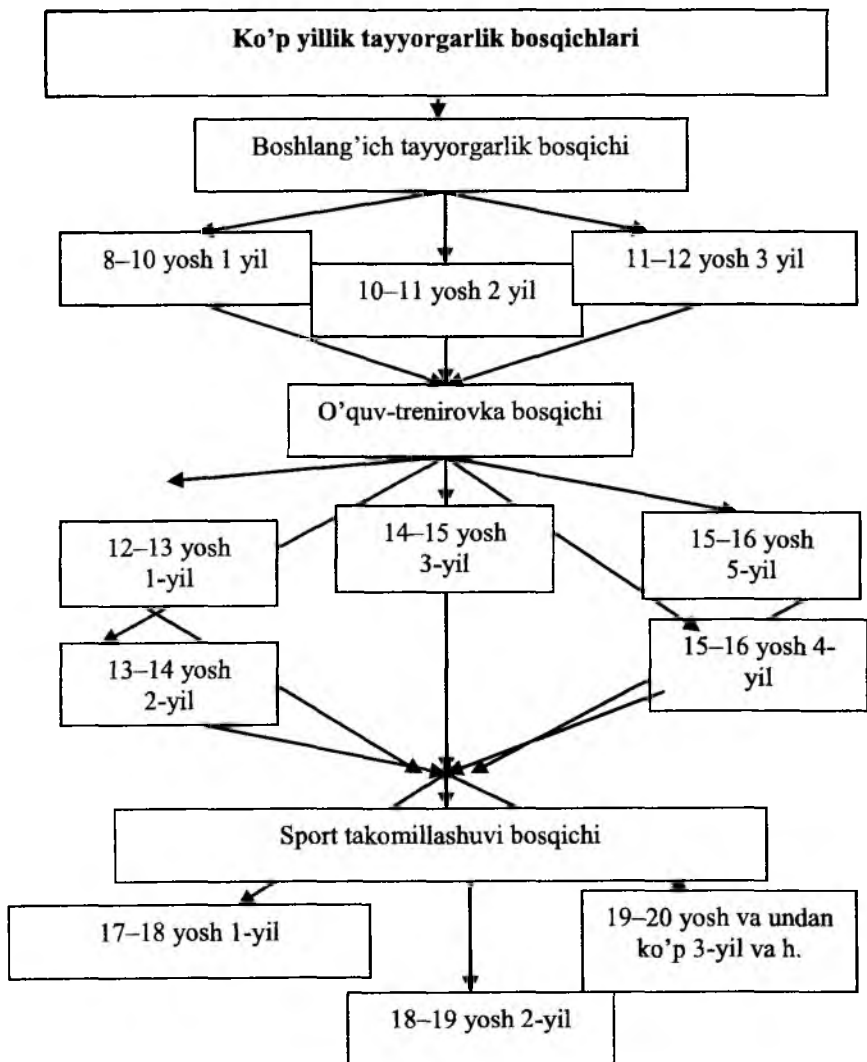 Ko’p yillik tayyorgarlik bosqichlari
Boshlang’ich tayyorgarlik bosqichi
8–10 yosh 1 yil
10–11 yosh 2 yil
11–12 yosh 3 yil
O’quv-trenirovka bosqichi
12–13 yosh
1-yil
14–15 yosh
3-yil
15–16 yosh
5-yil
13–14 yosh
2-yil
15–16 yosh 4-
yil
Sport takomillashuvi bosqichi
17–18 yosh 1-yil
18–19 yosh 2-yil
19–20 yosh va undan
ko’p 3-yil va h.